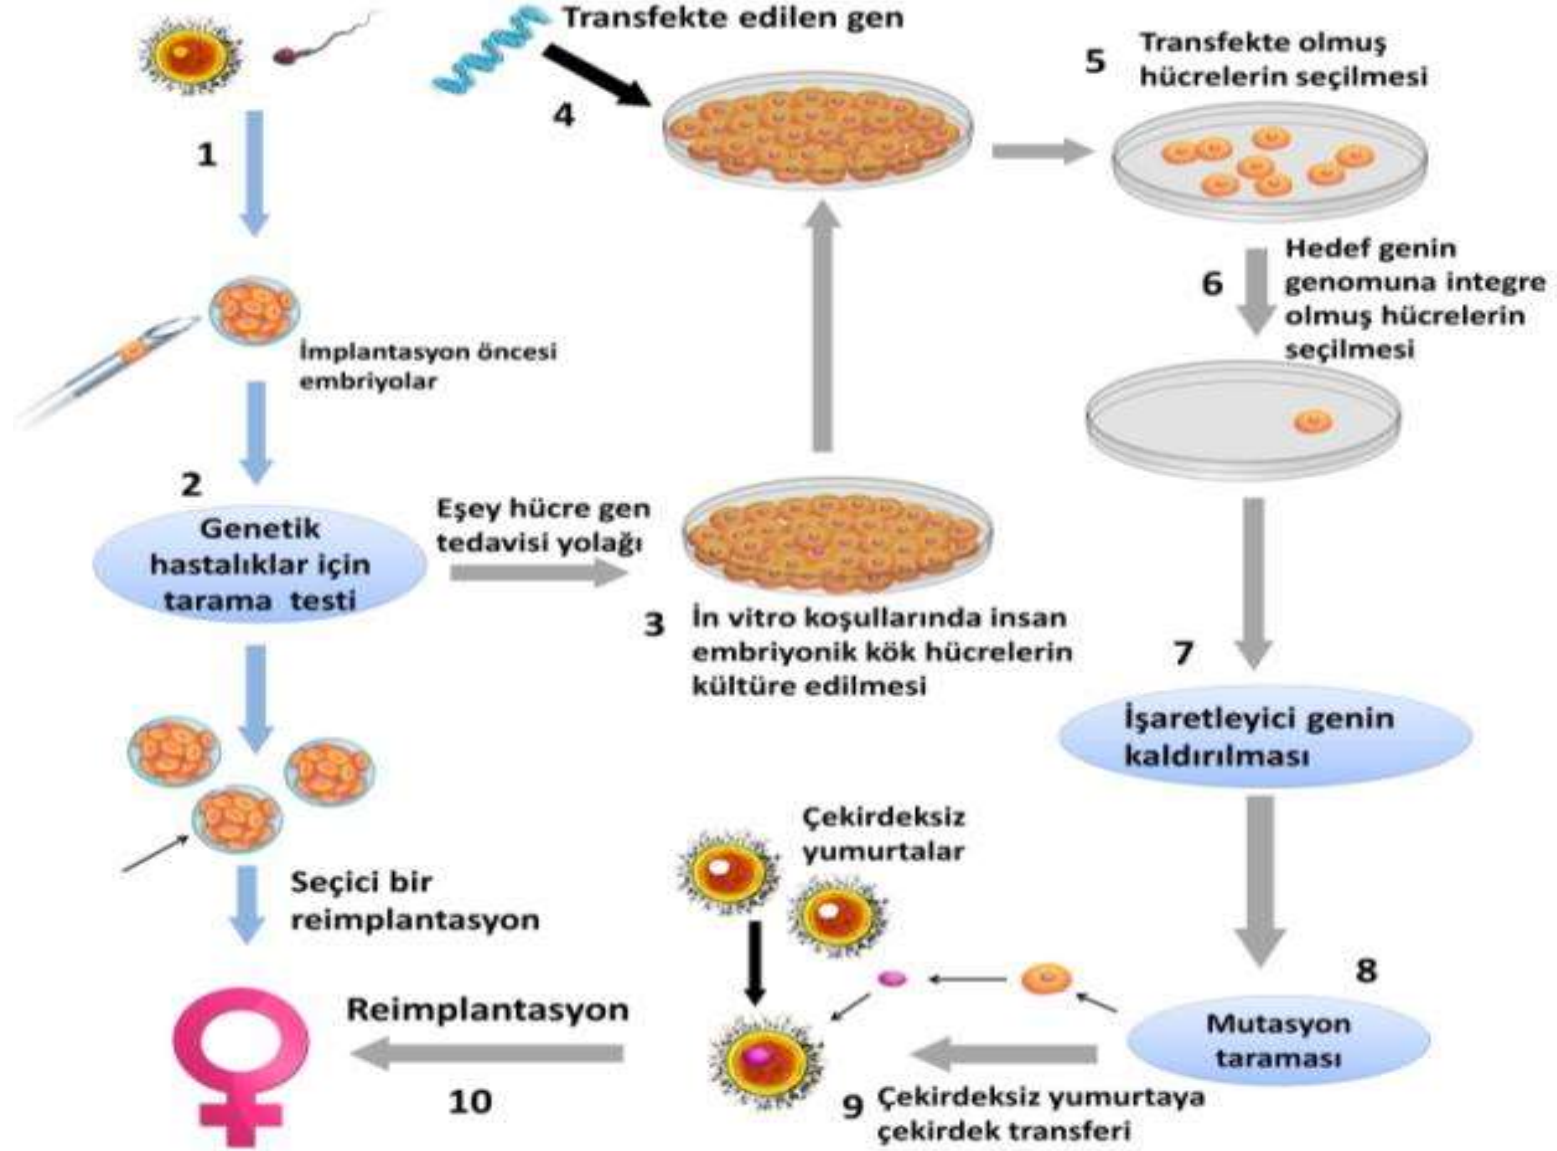 Transfekte edilen gen
4
5
Transfekte olmuş
hücrelerin seçilmesi
1
6
Hedef genin
genomuna integre
olmuş hücrelerin
seçilmesi
İmplantasyon öncesi
embriyolar
2
Genetik
hastalıklar için
tarama testi
Eşey hücre gen
tedavisi yolağı
3
İn vitro koşullarında insan
embriyonik kök hücrelerin
kültüre edilmesi
7
İşaretleyici genin
kaldırılması
Çekirdeksiz
yumurtalar
Seçici bir
reimplantasyon
8
Mutasyon
taraması
Reimplantasyon
10
9
Çekirdeksiz yumurtaya
çekirdek transferi